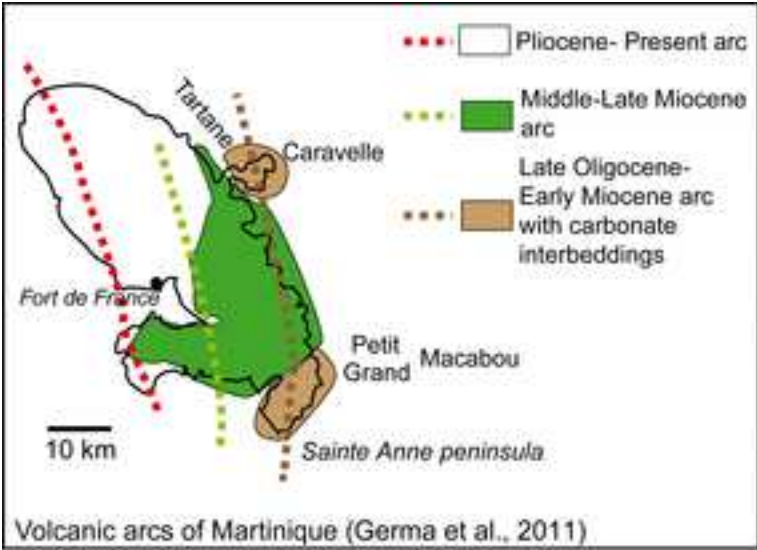 Pliocene- Present arc
Middle-Late Miocene
arc
Late Oligocene-
Early Miocene arc
with carbonate
interbeddings
Tartane
Caravelle
Fort de France
Petit
Grand
Macabou
10 km
Sainte Anne peninsula
Volcanic arcs of Martinique (Germa et al., 2011)